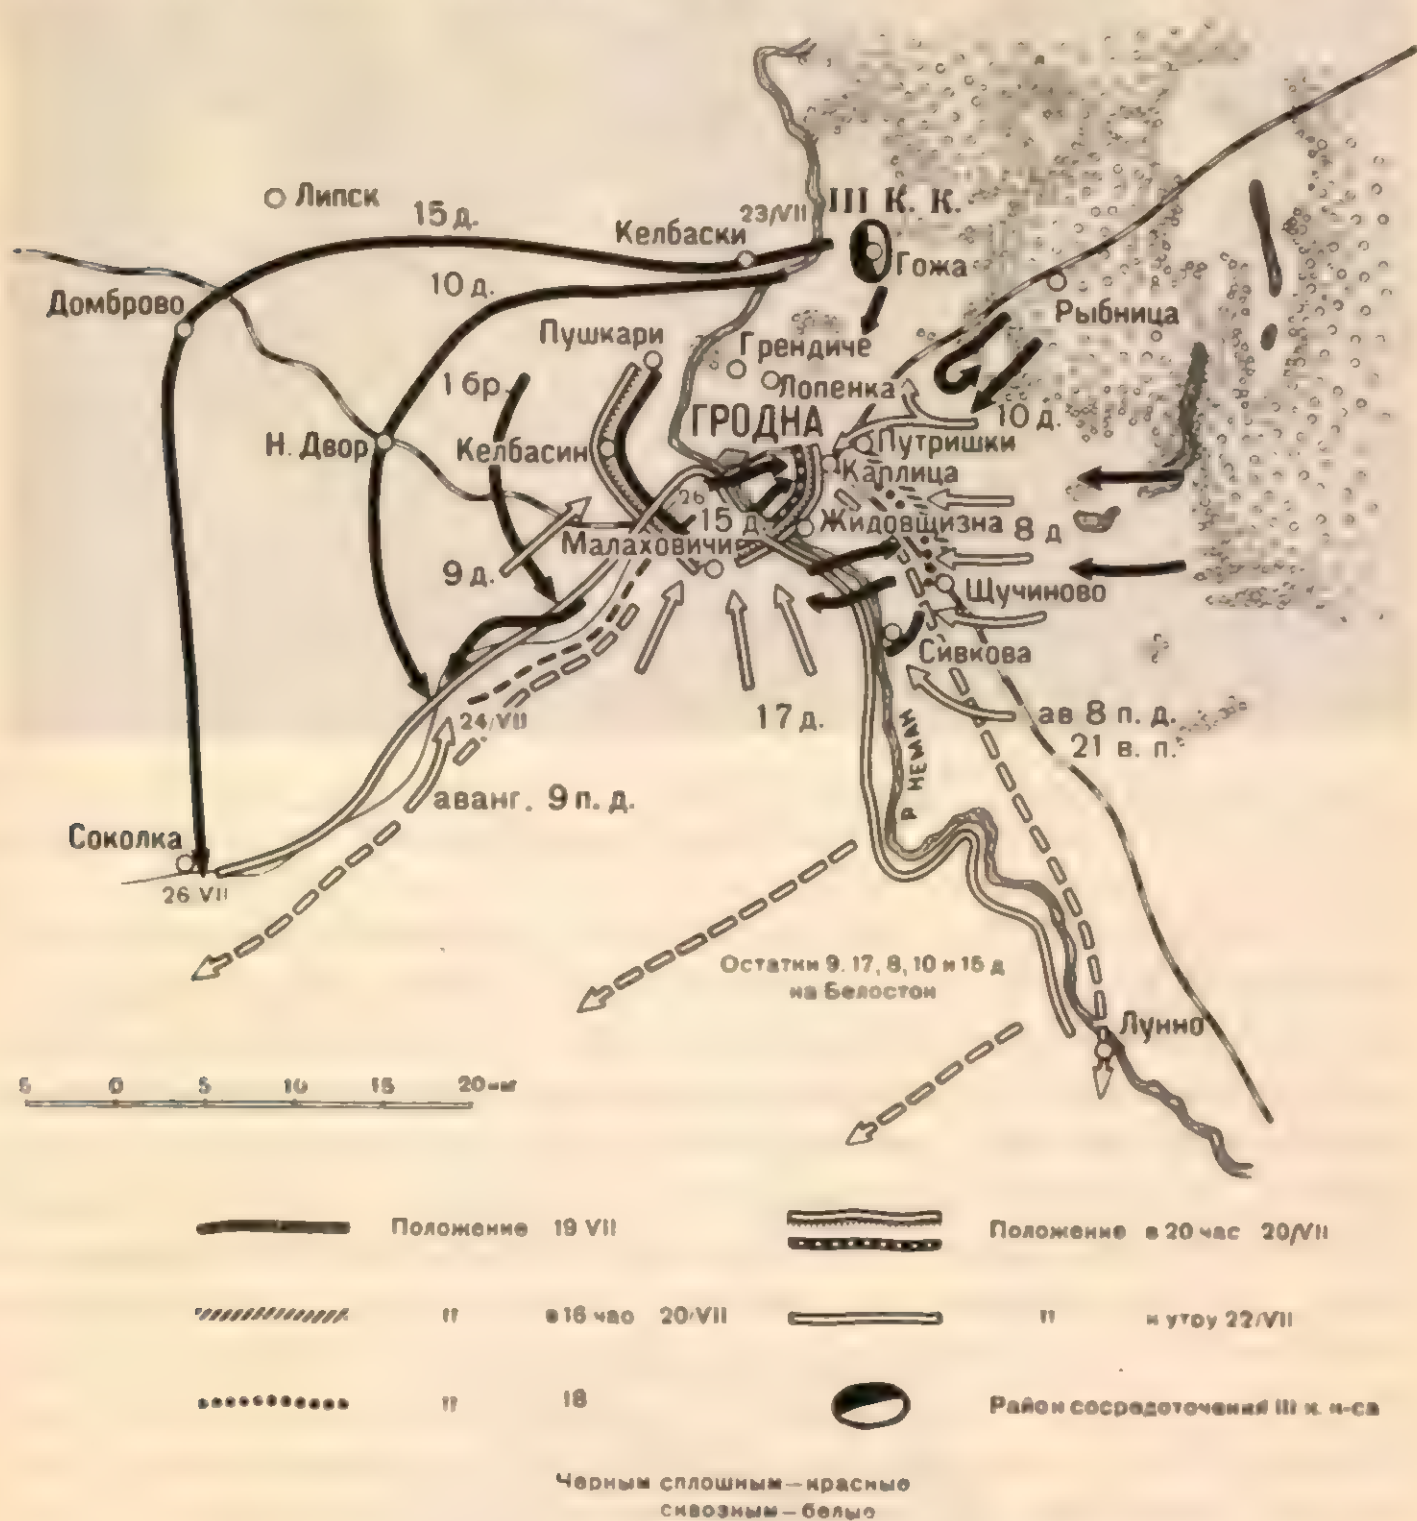 Липск
15 д.
23/VII
III К. К.
Келбаски
Гожа
10 д.
Домброво
Рыбница
Пушкари
Грендиче
1 бр.
Лопенка
ГРОДНА
10 д.
Н. Двор
Келбасин
Путришки
Каплица
26
15 д.
Жидовщизна
8 д
Малаховичи
9 д.
Щучиново
Сивкова
24/VII
17 д.
ав 8 п. д.
21 в. п.
Р НЕМАН
аванг. 9 п. д.
Соколка
26 VII
Остатки 9. 17, 8, 10 и 15 д
на Белосток
Лунно
5 0 5 10 15 20 км
Положение 19 VII
Положение в 20 час 20/VII
" в 16 час 20/VII
" к утру 22/VII
" 18
Район сосредоточения III к. к-са
Черным сплошным — красные
сквозным — белые